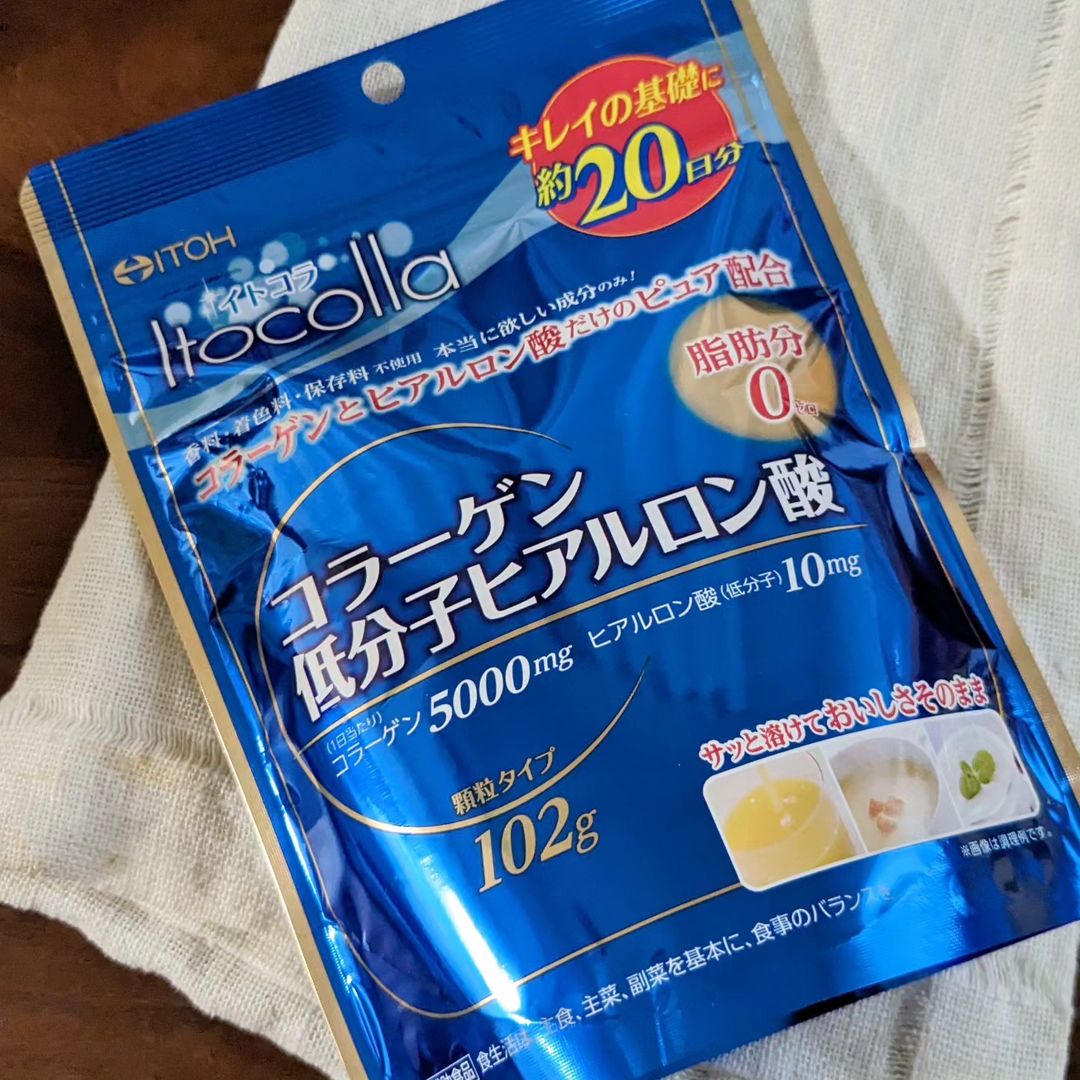 キレイの基礎に
約20日分
ITOH
イトコラ
Itocolla
香料・着色料・保存料 不使用 本当に欲しい成分のみ!
コラーゲンとヒアルロン酸だけのピュア配合
脂肪分
0
コラーゲン
低分子ヒアルロン酸
(1日当たり)
コラーゲン 5000mg ヒアルロン酸(低分子)10mg
顆粒タイプ
102g
サッと溶けておいしさそのまま
※画像は調理例です。
食生活は、主食、主菜、副菜を基本に、食事のバランスを